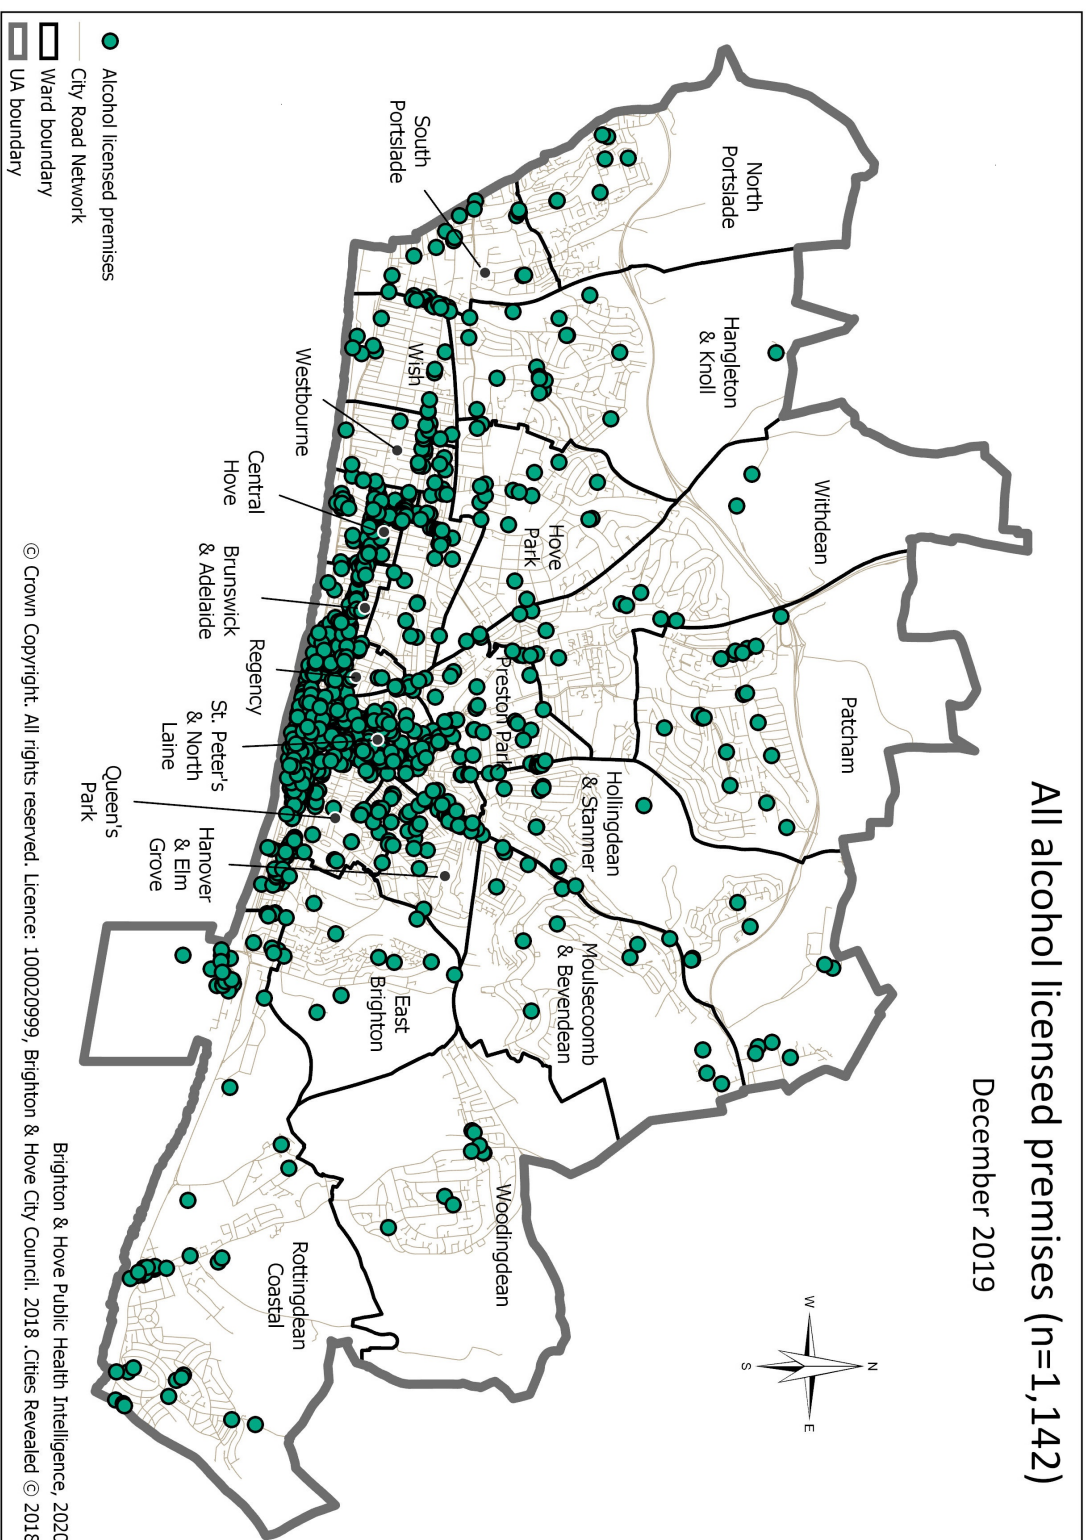 All alcohol licensed premises (n=1,142)
December 2019
N
W
E
S
North
Portslade
Hangleton
& Knoll
Withdean
Patcham
South
Portslade
Hove
Park
Hollingdean
& Stanmer
Moulsecoomb
& Bevendean
Wish
Preston Park
Woodingdean
Westbourne
Central
Hove
Brunswick
& Adelaide
Regency
St. Peter's
& North
Laine
Queen's
Park
Hanover
& Elm
Grove
East
Brighton
Rottingdean
Coastal
Alcohol licensed premises
City Road Network
Ward boundary
UA boundary
Brighton & Hove Public Health Intelligence, 2020
© Crown Copyright. All rights reserved. Licence: 100020999, Brighton & Hove City Council. 2018 .Cities Revealed © 2018